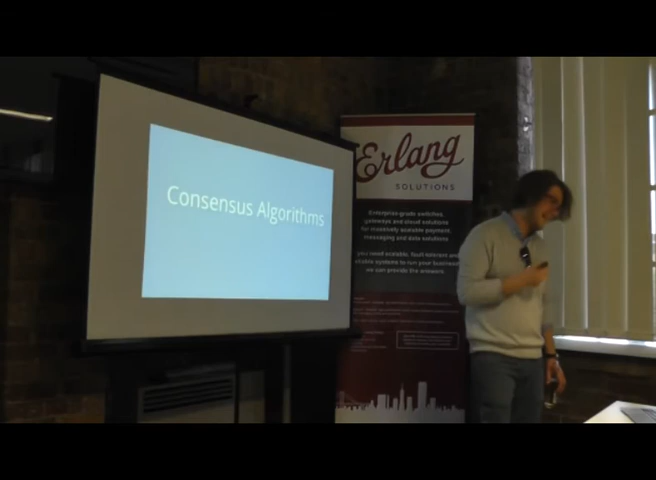 Consensus Algorithms
Erlang
SOLUTIONS
Enterprise-grade switches,
gateways and cloud solutions
for massively scalable payment,
messaging and data solutions
you need scalable, fault-tolerant and
systems to run your business
we can provide the answers